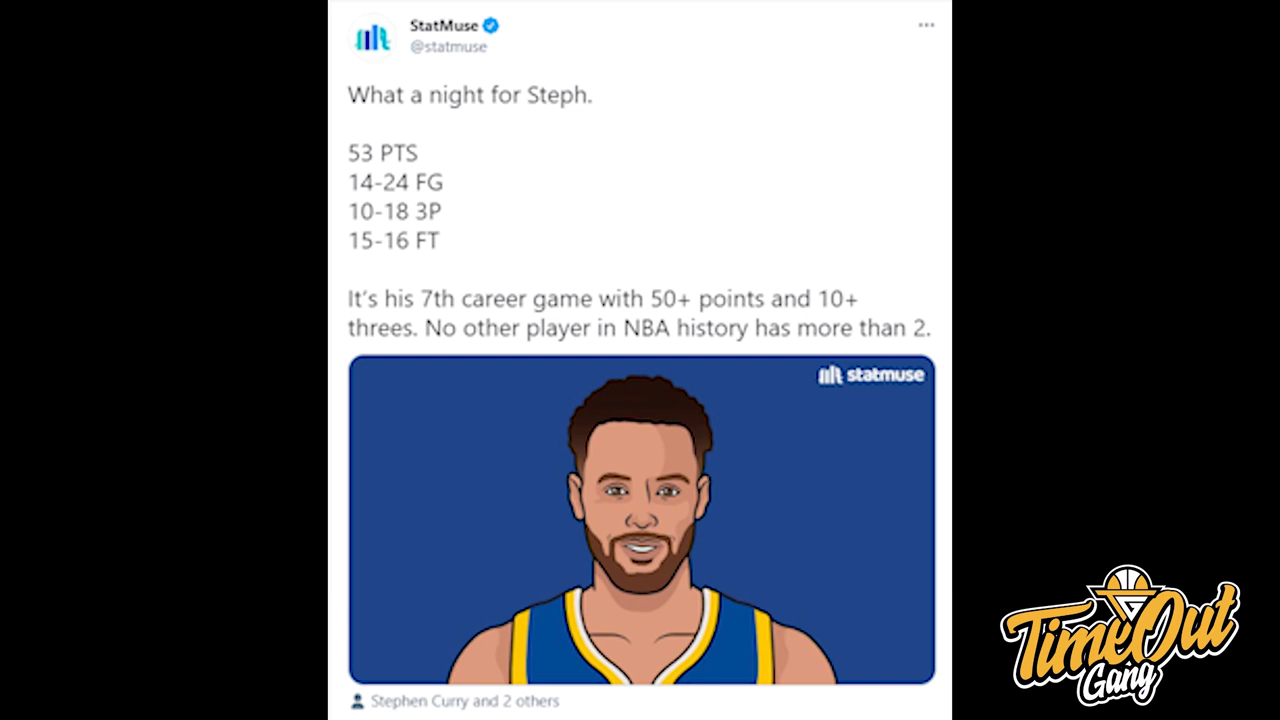 StatMuse
@statmuse
What a night for Steph.
53 PTS
14-24 FG
10-18 3P
15-16 FT
It's his 7th career game with 50+ points and 10+
threes. No other player in NBA history has more than 2.
statmuse
Stephen Curry and 2 others
TimeOut
Gang